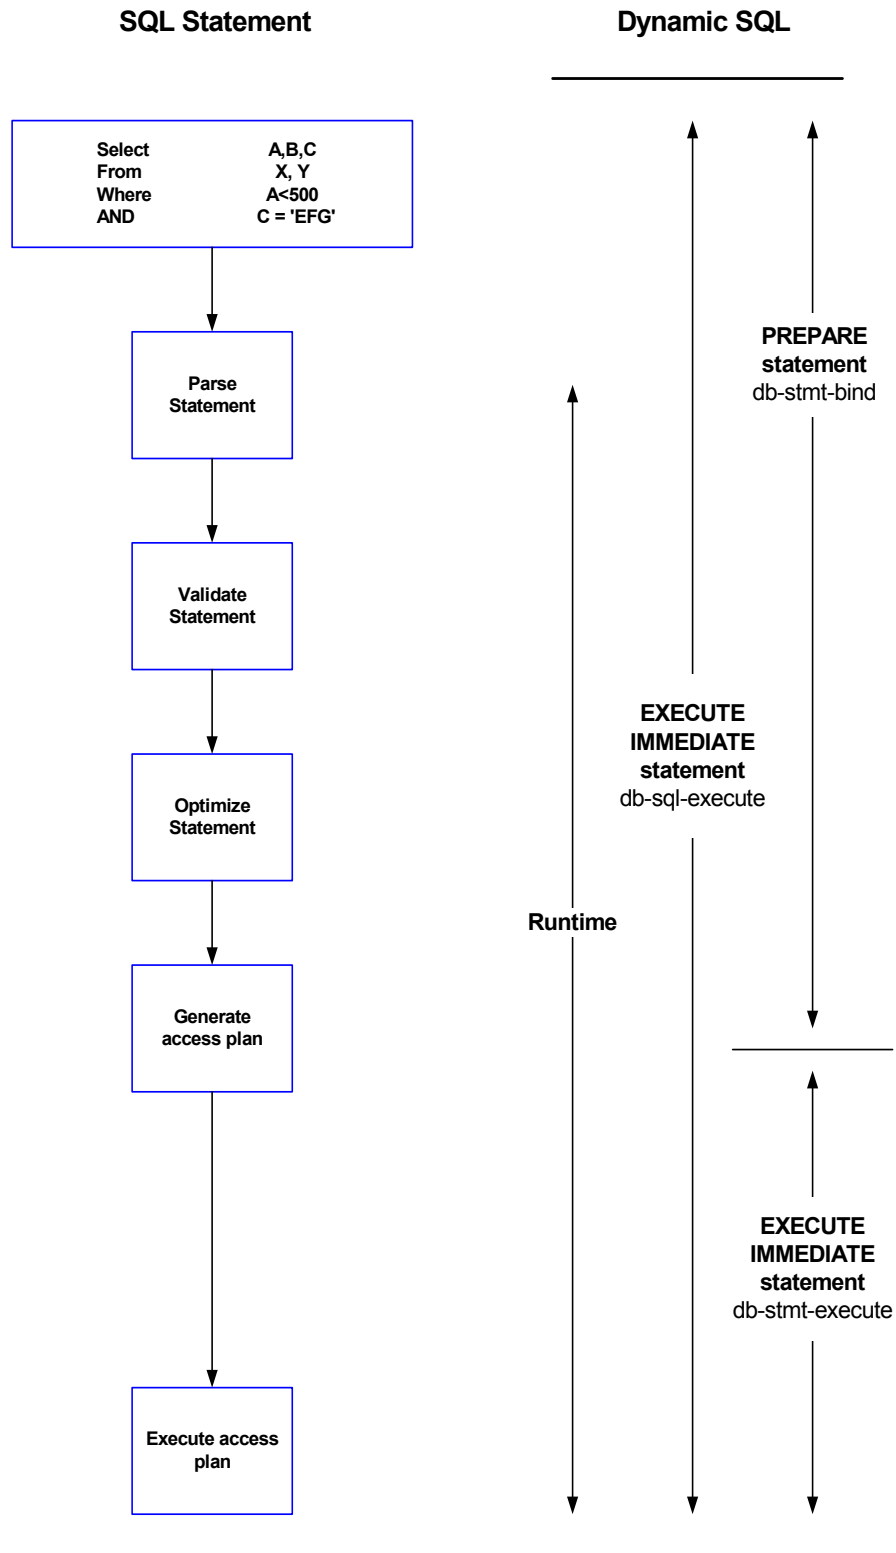 SQL Statement
Dynamic SQL
Select A,B,C
From X, Y
Where A<500
AND C = 'EFG'
Parse
Statement
Validate
Statement
Optimize
Statement
Generate
access plan
Execute access
plan
Runtime
EXECUTE
IMMEDIATE
statement
db-sql-execute
PREPARE
statement
db-stmt-bind
EXECUTE
IMMEDIATE
statement
db-stmt-execute